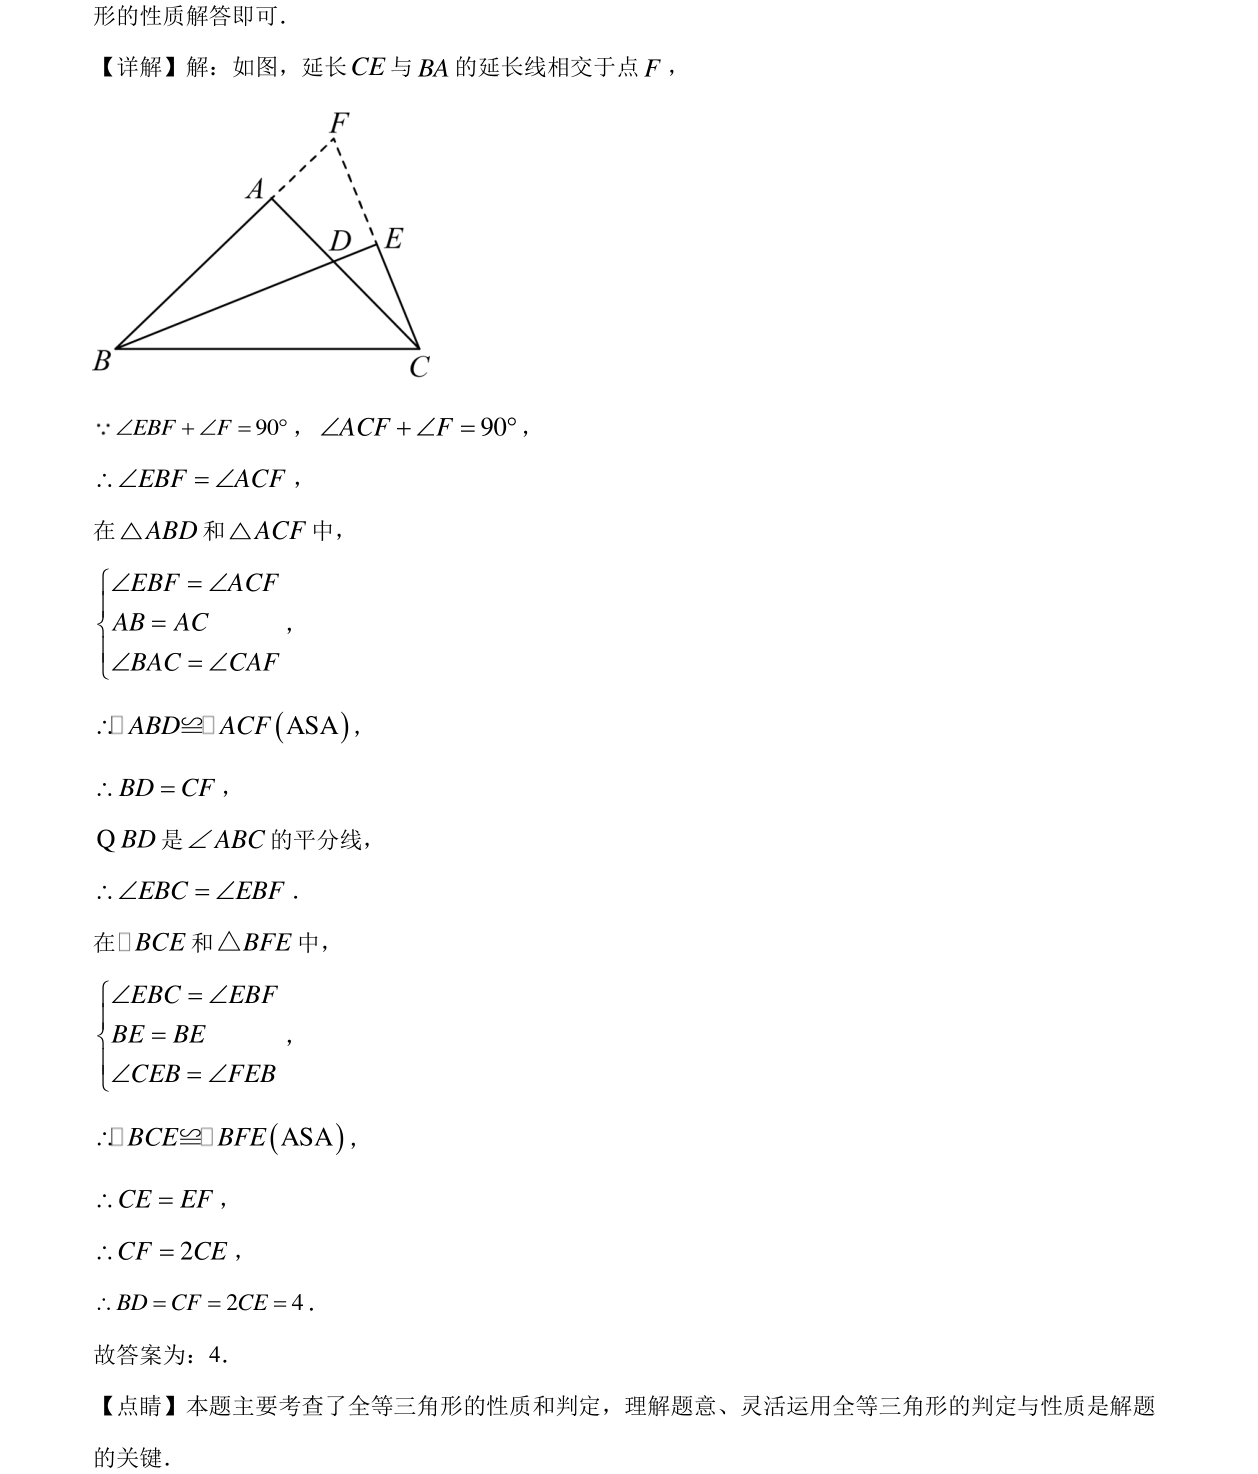 形的性质解答即可．
【详解】解：如图，延长CE与BA的延长线相交于点F，
F
A
D
E
B
C
∵∠EBF+∠F=90°，∠ACF+∠F=90°，
∴∠EBF=∠ACF，
在△ABD和△ACF中，
∠EBF=∠ACF
AB=AC ，
∠BAC=∠CAF
∴□ABD≌□ACF(ASA)，
∴BD=CF，
Q BD是∠ABC的平分线，
∴∠EBC=∠EBF．
在□BCE和△BFE中，
∠EBC=∠EBF
BE=BE ，
∠CEB=∠FEB
∴□BCE≌□BFE(ASA)，
∴CE=EF，
∴CF=2CE，
∴BD=CF=2CE=4．
故答案为：4．
【点睛】本题主要考查了全等三角形的性质和判定，理解题意、灵活运用全等三角形的判定与性质是解题
的关键．